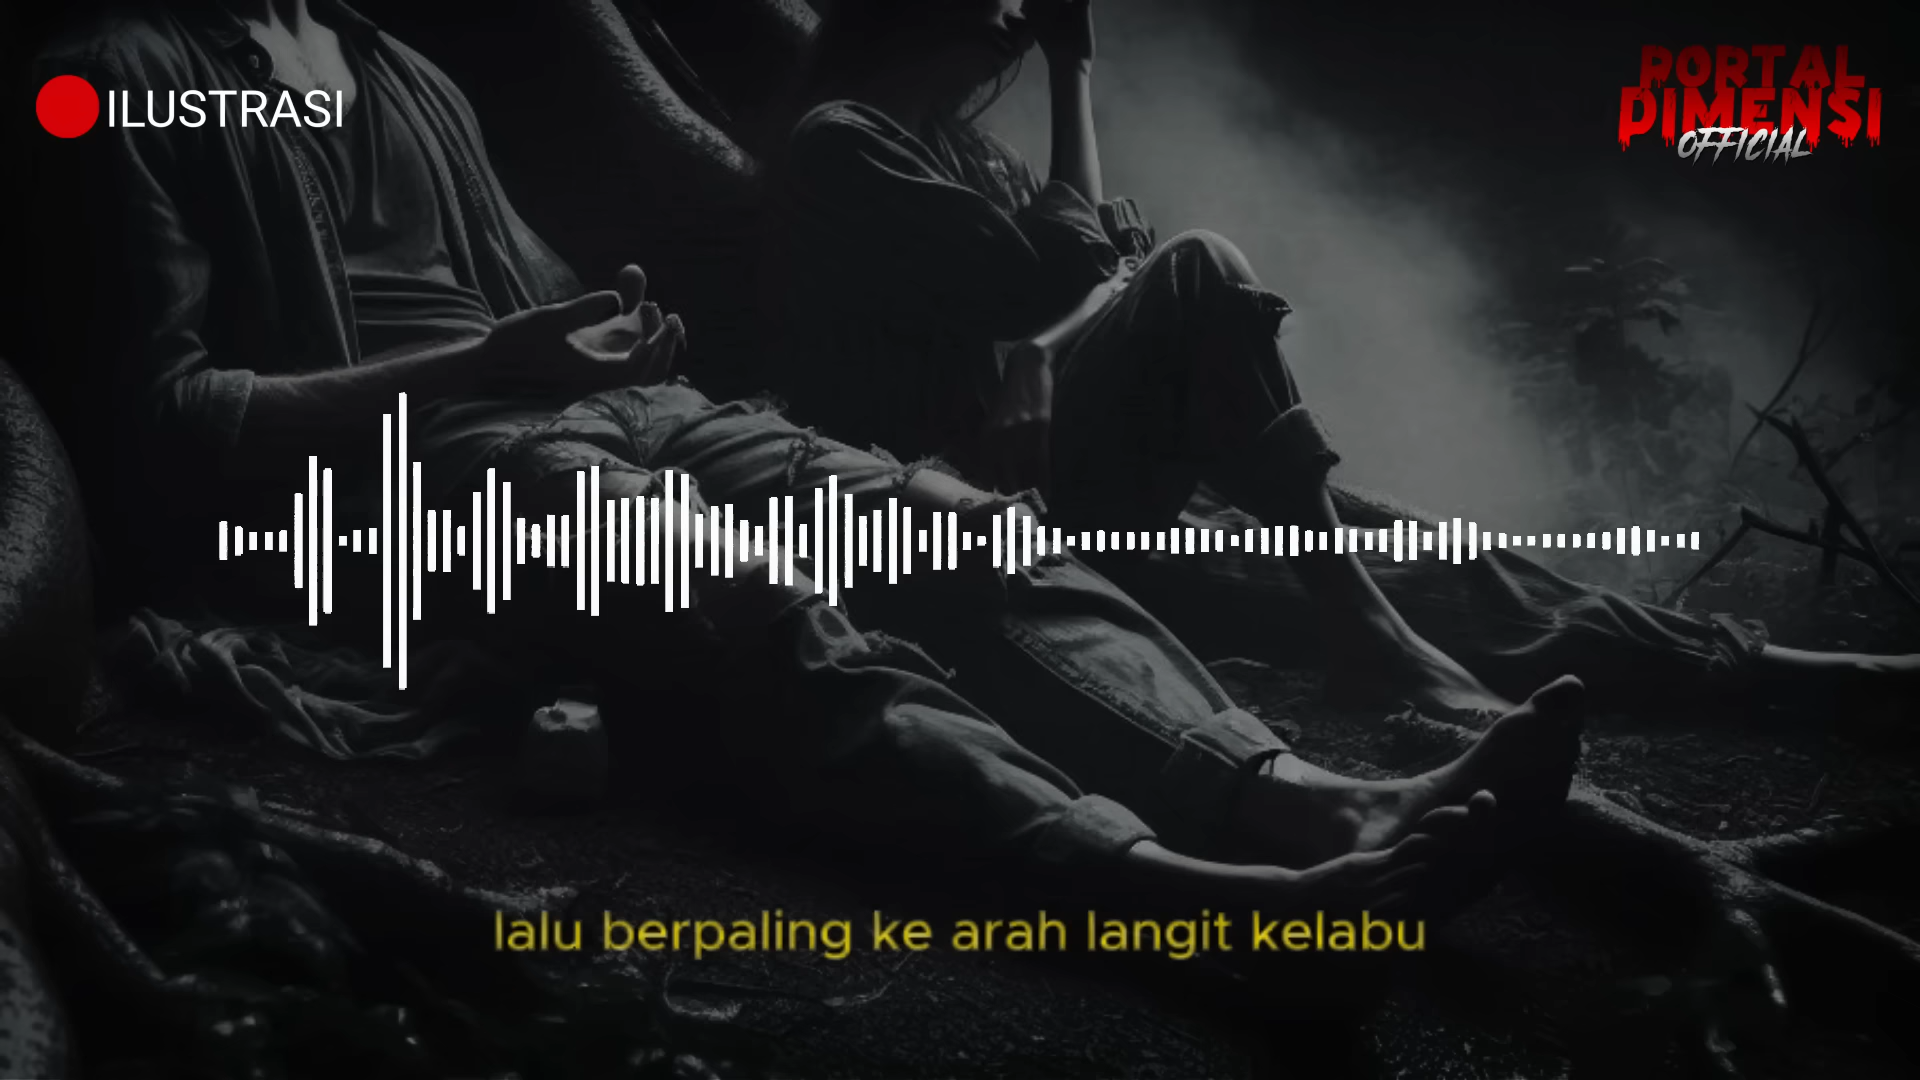 ILUSTRASI
PORTAL
DIMENSI
OFFICIAL
lalu berpaling ke arah langit kelabu